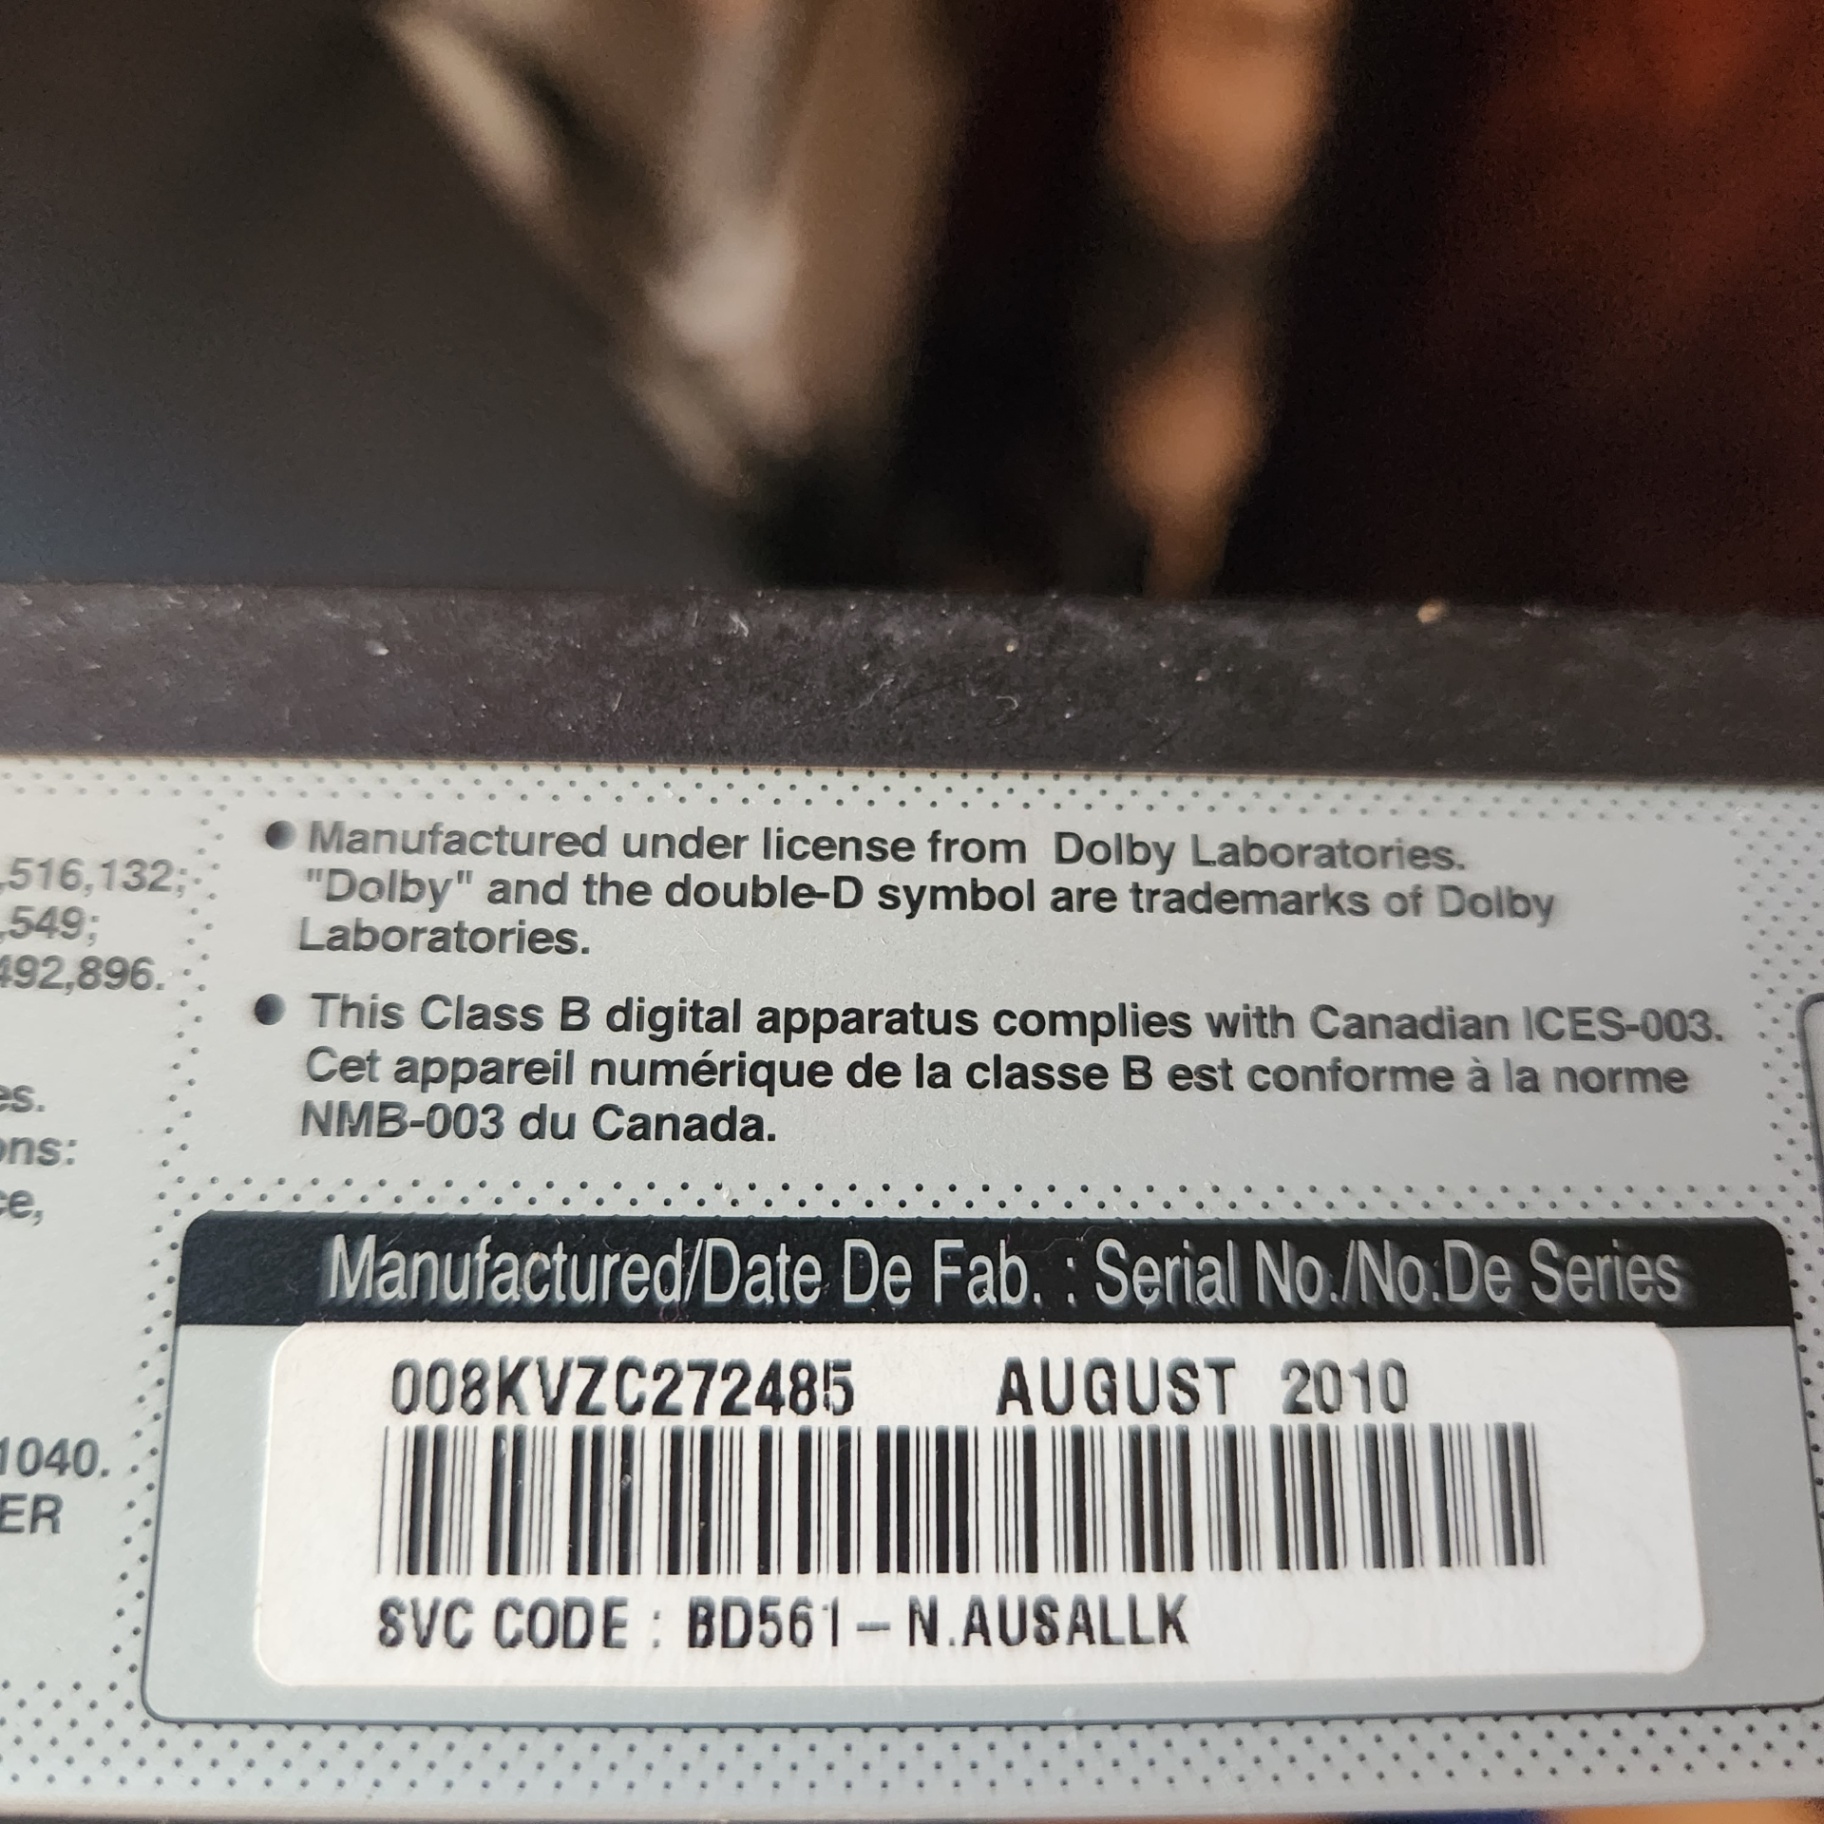 ,516,132;
,549;
492,896.
es.
ons:
ce,
1040.
ER
● Manufactured under license from Dolby Laboratories.
"Dolby" and the double-D symbol are trademarks of Dolby
Laboratories.
● This Class B digital apparatus complies with Canadian ICES-003.
Cet appareil numérique de la classe B est conforme à la norme
NMB-003 du Canada.
Manufactured/Date De Fab. : Serial No./No.De Series
008KVZC272485 AUGUST 2010
SVC CODE : BD561-N.AUSALLK